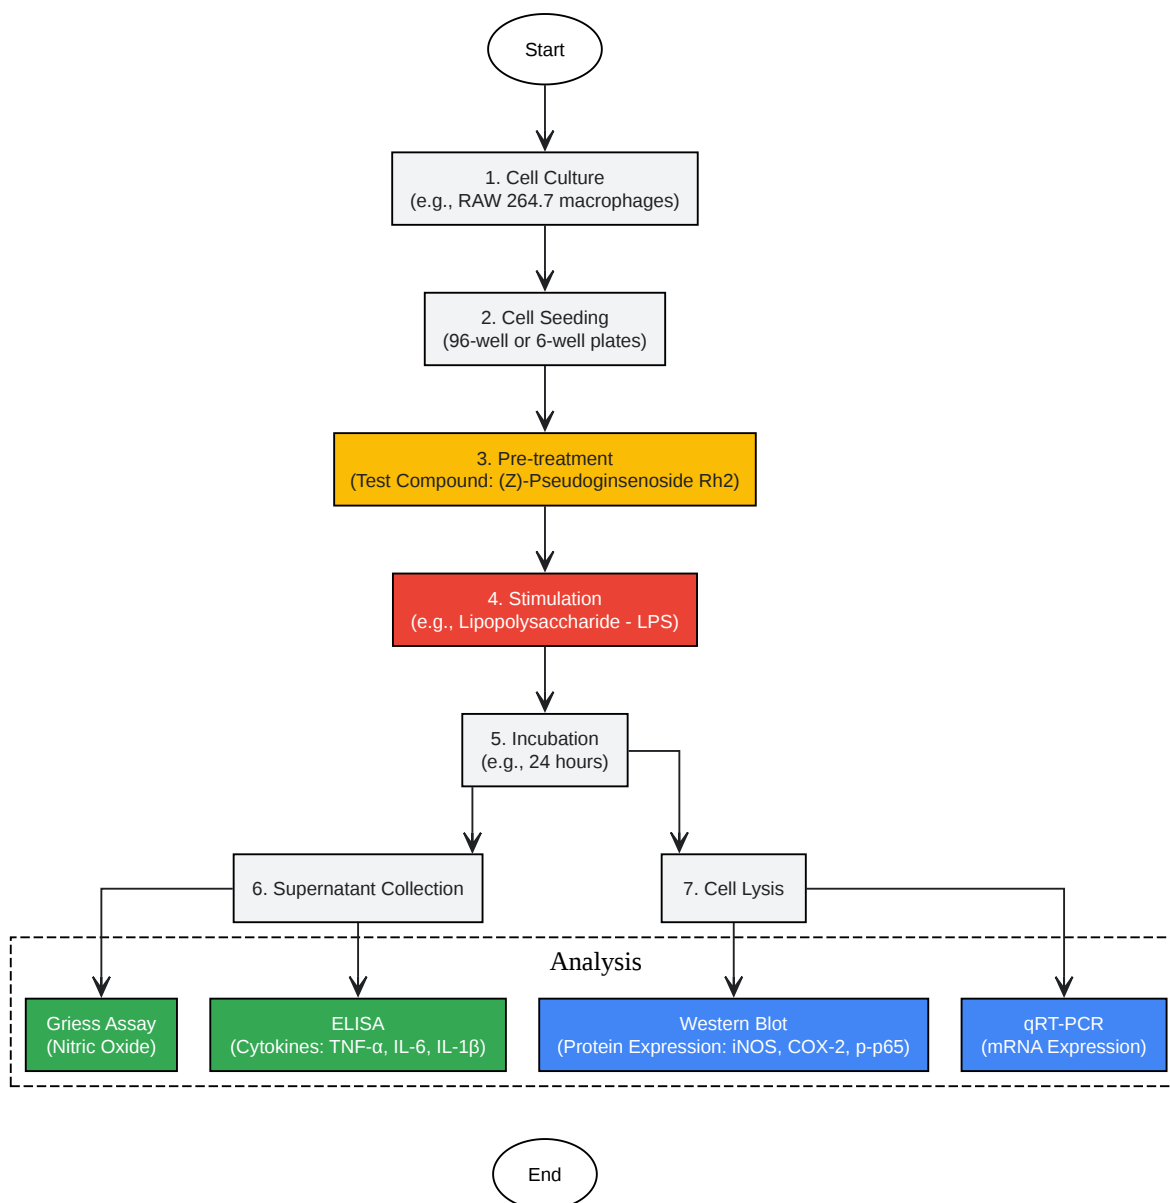 Start
1. Cell Culture
(e.g., RAW 264.7 macrophages)
2. Cell Seeding
(96-well or 6-well plates)
3. Pre-treatment
(Test Compound: (Z)-Pseudoginsenoside Rh2)
4. Stimulation
(e.g., Lipopolysaccharide - LPS)
5. Incubation
(e.g., 24 hours)
6. Supernatant Collection
7. Cell Lysis
Analysis
Griess Assay
(Nitric Oxide)
ELISA
(Cytokines: TNF-α, IL-6, IL-1β)
Western Blot
(Protein Expression: iNOS, COX-2, p-p65)
qRT-PCR
(mRNA Expression)
End